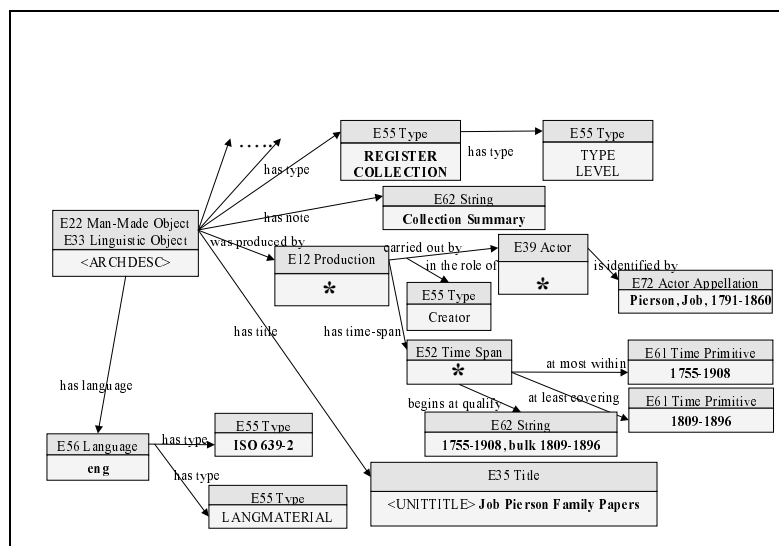 E55 Type
REGISTER
COLLECTION
has type
E55 Type
TYPE
LEVEL
.....
has type
E62 String
Collection Summary
has note
E22 Man-Made Object
E33 Linguistic Object
<ARCHDESC>
was produced by
E12 Production
*
carried out by
in the role of
E39 Actor
*
is identified by
E72 Actor Appellation
Pierson, Job, 1791-1860
E55 Type
Creator
has title
has time-span
E52 Time Span
*
at most within
E61 Time Primitive
1755-1908
at least covering
E61 Time Primitive
1809-1896
begins at qualify
E62 String
1755-1908, bulk 1809-1896
has language
E56 Language
eng
has type
E55 Type
ISO 639-2
has type
E55 Type
LANGMATERIAL
E35 Title
<UNITTITLE> Job Pierson Family Papers